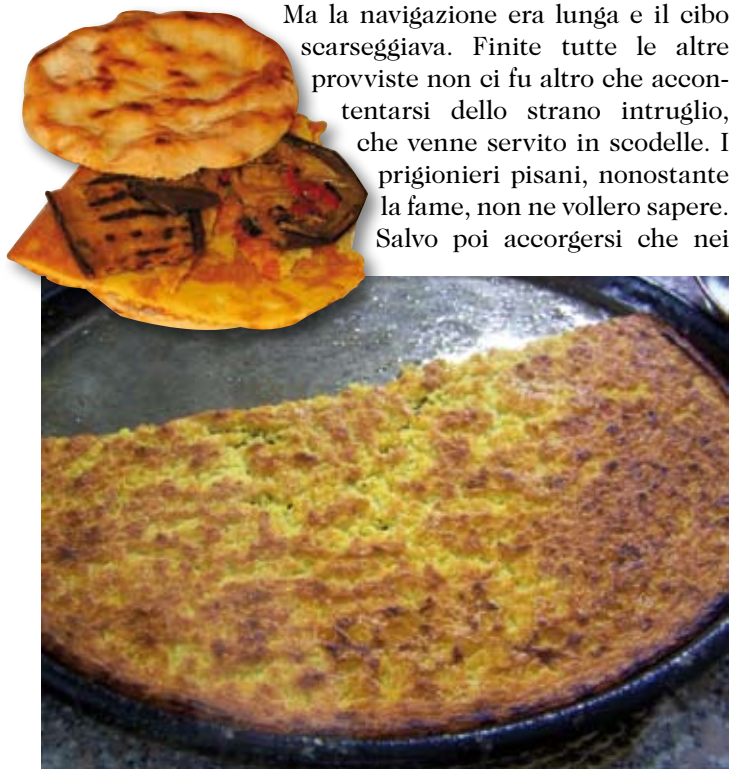 Ma la navigazione era lunga e il cibo
scarseggiava. Finite tutte le altre
provviste non ci fu altro che accon-
tentarsi dello strano intruglio,
che venne servito in scodelle. I
prigionieri pisani, nonostante
la fame, non ne vollero sapere.
Salvo poi accorgersi che nei